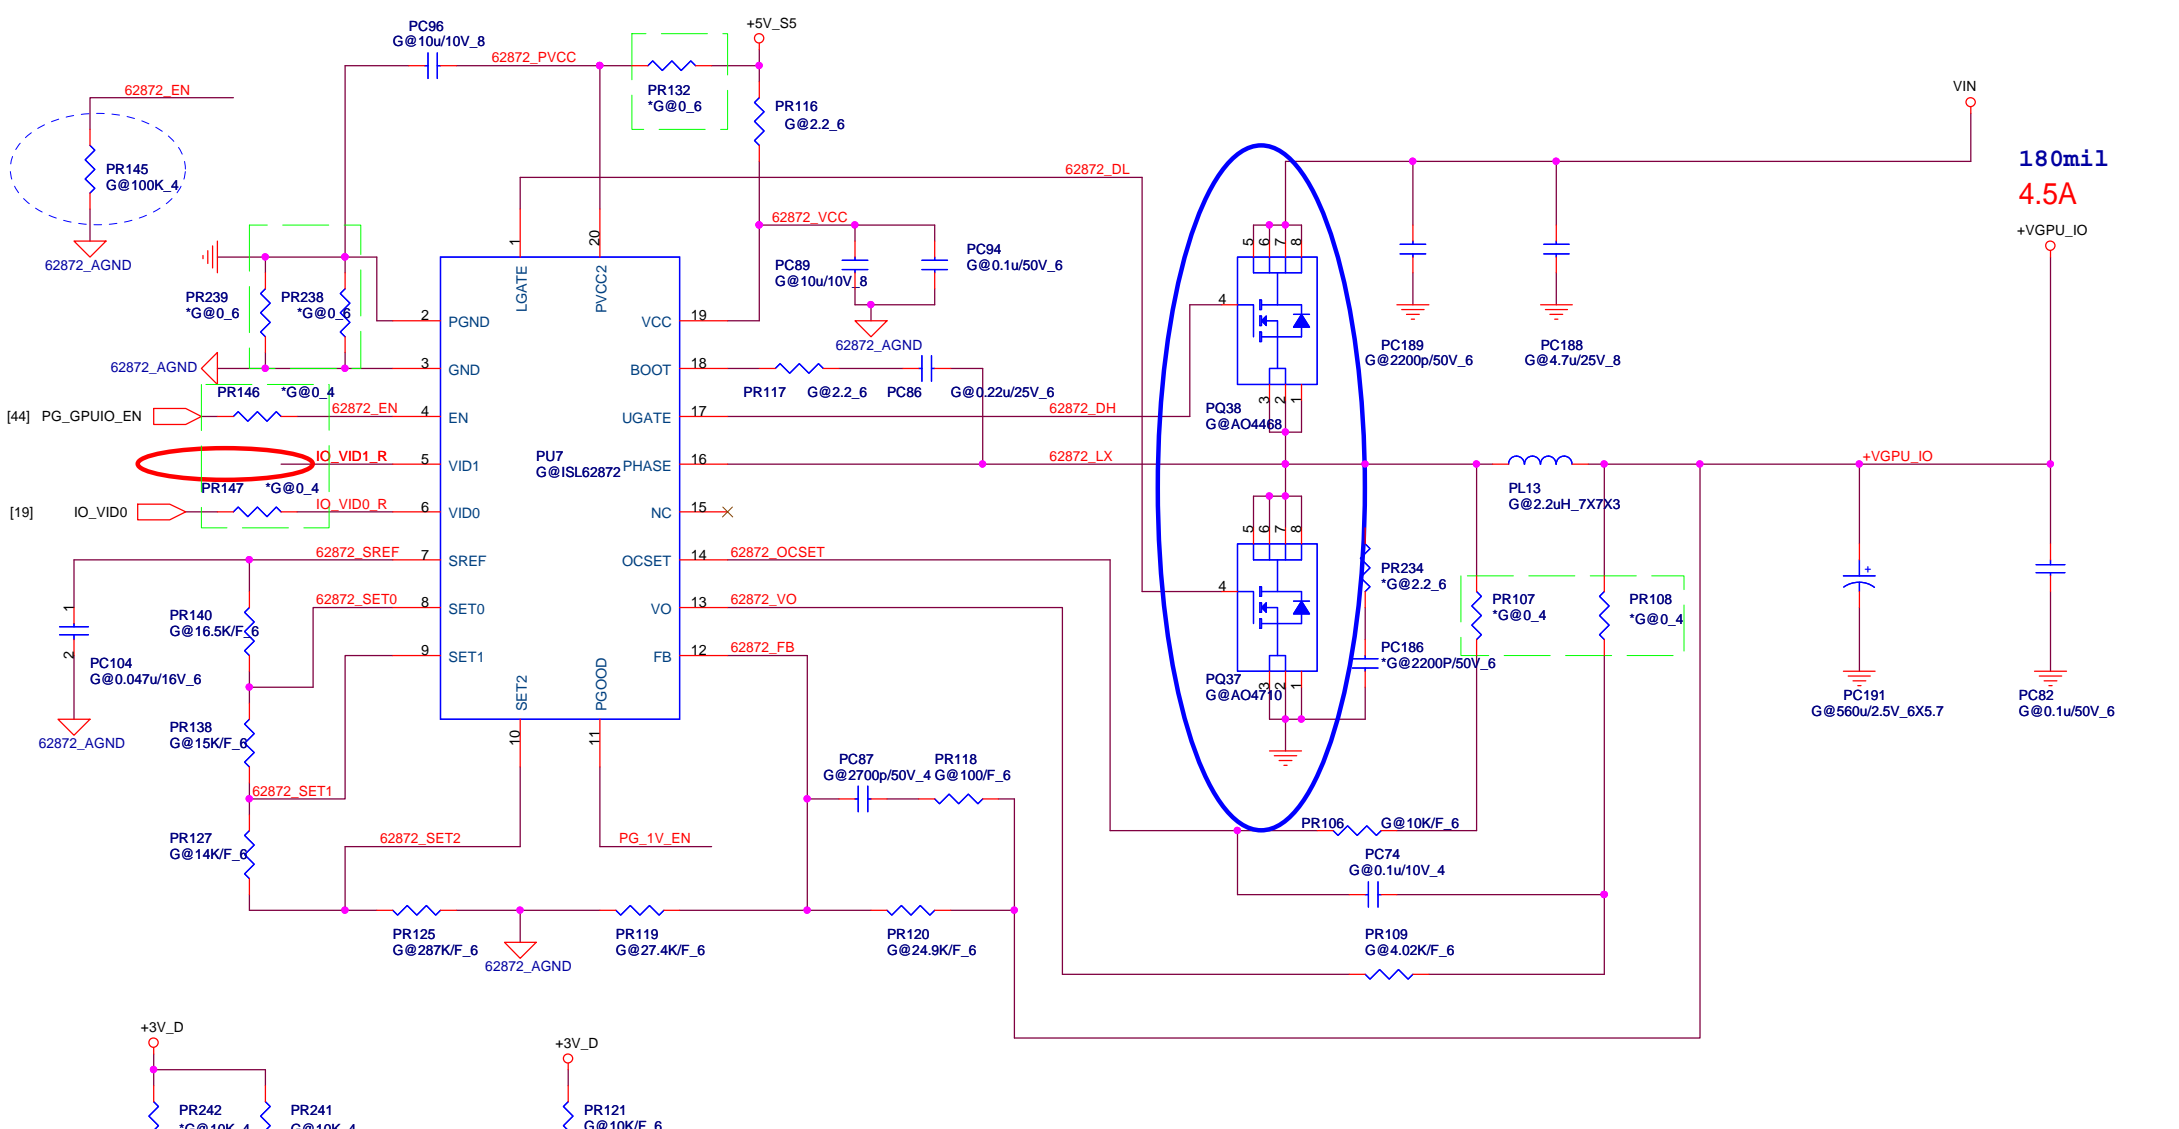 PC96
G@10u/10V_8
+5V_S5
62872_PVCC
PR132
*G@0_6
PR116
G@2.2_6
62872_EN
PR145
G@100K_4
62872_AGND
VIN
180mil
4.5A
+VGPU_IO
62872_DL
62872_VCC
PC89
G@10u/10V_8
PC94
G@0.1u/50V_6
62872_AGND
PR239
*G@0_6
PR238
*G@0_6
62872_AGND
1
20
LGATE
PVCC2
2
PGND
3
GND
4
EN
5
VID1
6
VID0
7
SREF
8
SET0
9
SET1
10
SET2
11
PGOOD
12
FB
13
VO
14
OCSET
15
NC
16
PHASE
17
UGATE
18
BOOT
19
VCC
PU7
G@ISL62872
PR146
*G@0_4
[44]
PG_GPUIO_EN
62872_EN
IO_VID1_R
PR147
*G@0_4
[19]
IO_VID0
IO_VID0_R
62872_SREF
62872_SET0
62872_SET1
62872_SET2
PG_1V_EN
1
2
PC104
G@0.047u/16V_6
62872_AGND
PR140
G@16.5K/F_6
PR138
G@15K/F_6
PR127
G@14K/F_6
PR125
G@287K/F_6
62872_AGND
PR119
G@27.4K/F_6
PR120
G@24.9K/F_6
PC87
G@2700p/50V_4
PR118
G@100/F_6
PR117
G@2.2_6
PC86
G@0.22u/25V_6
62872_DH
62872_LX
62872_OCSET
62872_VO
62872_FB
5
6
7
8
4
3
2
1
PQ38
G@AO4468
5
6
7
8
4
3
2
1
PQ37
G@AO4710
PC189
G@2200p/50V_6
PC188
G@4.7u/25V_8
PL13
G@2.2uH_7X7X3
+VGPU_IO
PR234
*G@2.2_6
PC186
*G@2200P/50V_6
PR107
*G@0_4
PR108
*G@0_4
+
PC191
G@560u/2.5V_6X5.7
PC82
G@0.1u/50V_6
PR106
G@10K/F_6
PC74
G@0.1u/10V_4
PR109
G@4.02K/F_6
+3V_D
PR242
*G@10K_4
PR241
G@10K_4
+3V_D
PR121
G@10K/F_6